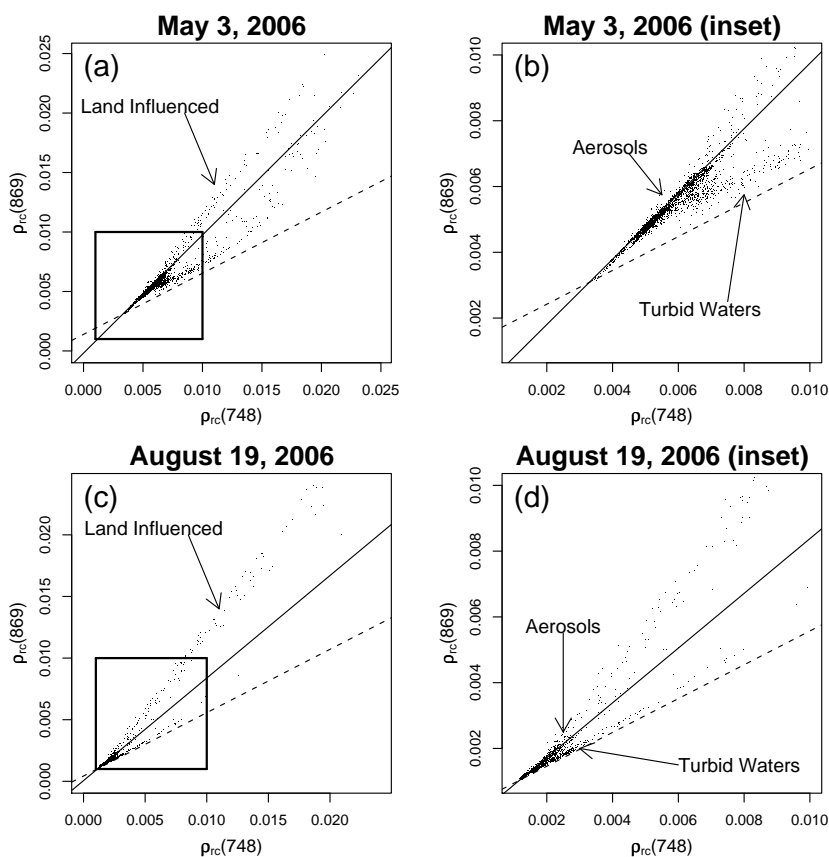 May 3, 2006
(a)
Land Influenced
0.000 0.005 0.010 0.015 0.020 0.025
ρrc(869)
0.000 0.005 0.010 0.015 0.020 0.025
ρrc(748)
May 3, 2006 (inset)
(b)
Aerosols
Turbid Waters
0.002 0.004 0.006 0.008 0.010
ρrc(869)
0.002 0.004 0.006 0.008 0.010
ρrc(748)
August 19, 2006
(c)
Land Influenced
0.000 0.005 0.010 0.015 0.020
ρrc(869)
0.000 0.005 0.010 0.015 0.020
ρrc(748)
August 19, 2006 (inset)
(d)
Aerosols
Turbid Waters
0.002 0.004 0.006 0.008 0.010
ρrc(869)
0.002 0.004 0.006 0.008 0.010
ρrc(748)